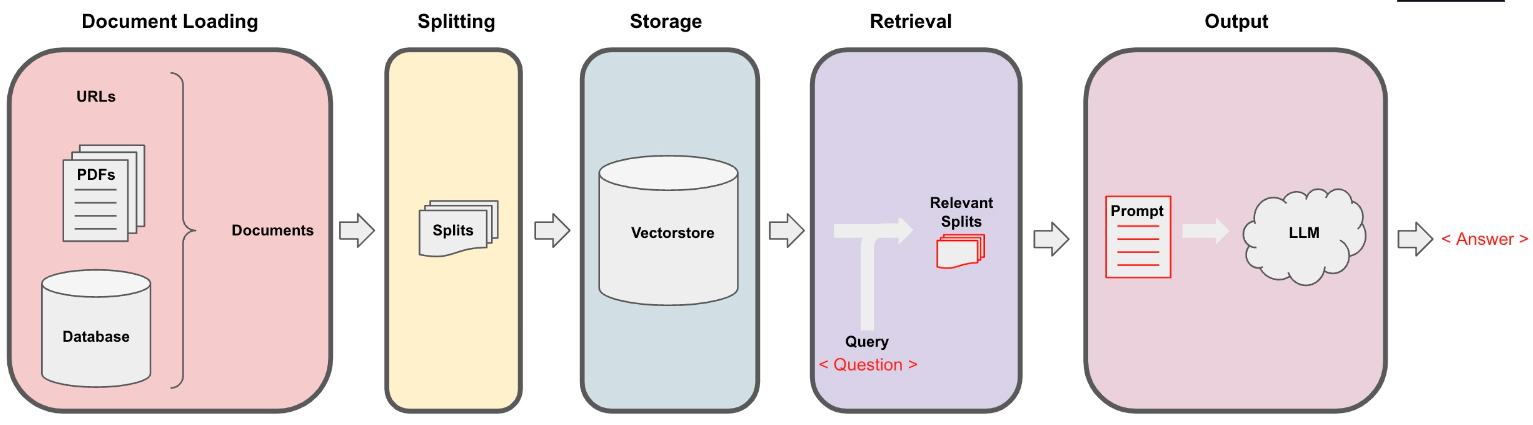 Document Loading
Splitting
Storage
Retrieval
Output
URLs
PDFs
Documents
Database
Splits
Vectorstore
Relevant
Splits
Query
< Question >
Prompt
LLM
< Answer >